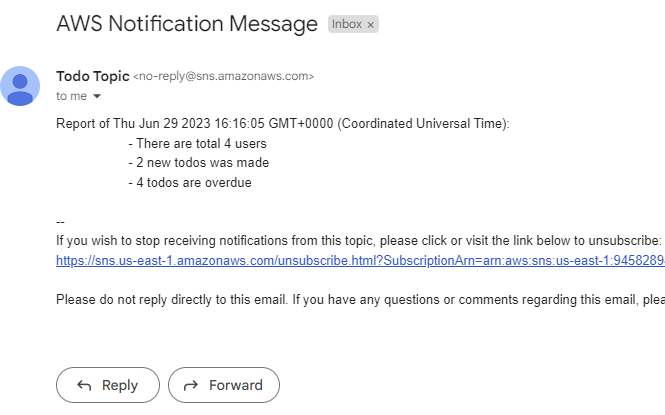 AWS Notification Message Inbox ×
Todo Topic <no-reply@sns.amazonaws.com>
to me
Report of Thu Jun 29 2023 16:16:05 GMT+0000 (Coordinated Universal Time):
- There are total 4 users
- 2 new todos was made
- 4 todos are overdue
--
If you wish to stop receiving notifications from this topic, please click or visit the link below to unsubscribe:
https://sns.us-east-1.amazonaws.com/unsubscribe.html?SubscriptionArn=arn:aws:sns:us-east-1:9458289
Please do not reply directly to this email. If you have any questions or comments regarding this email, plea
Reply Forward